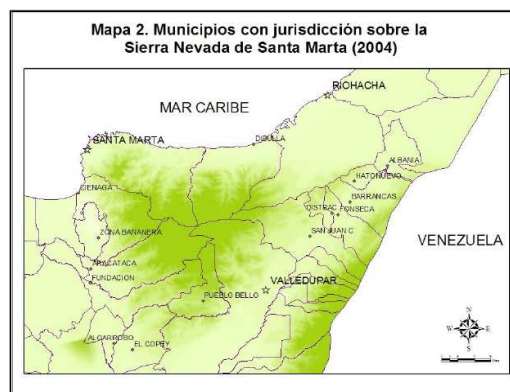 Mapa 2. Municipios con jurisdicción sobre la
Sierra Nevada de Santa Marta (2004)
RIOHACHA
MAR CARIBE
SANTA MARTA
DIBULLA
ALBANIA
CIENAGA
HATONUEVO
BARRANCAS
DISTRAC
FONSECA
ZONA BANANERA
SAN JUAN C
VENEZUELA
ARACATACA
FUNDACION
VALLEDUPAR
PUEBLO BELLO
ALGARROBO
EL COPEY
N
W
E
S